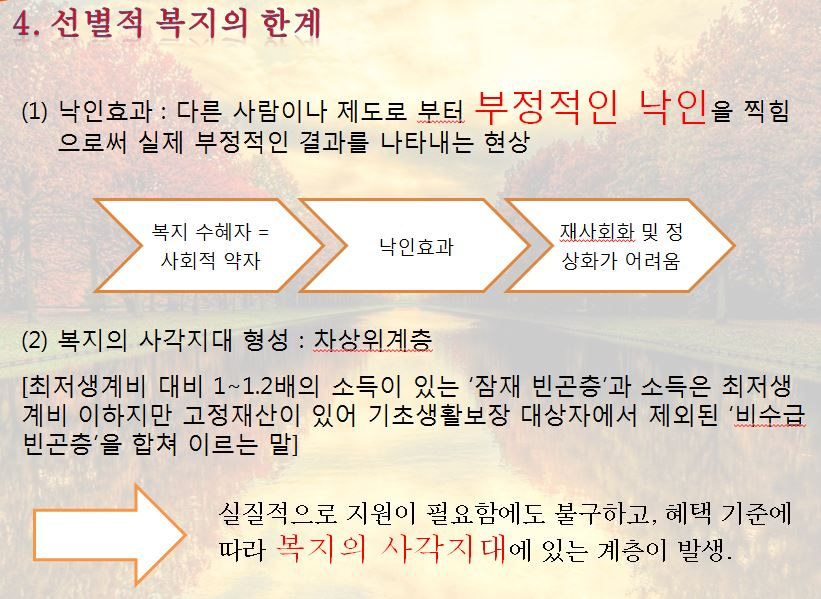 4. 선별적 복지의 한계
(1) 낙인효과 : 다른 사람이나 제도로 부터 부정적인 낙인을 찍힘
으로써 실제 부정적인 결과를 나타내는 현상
복지 수혜자 =
사회적 약자
낙인효과
재사회화 및 정
상화가 어려움
(2) 복지의 사각지대 형성 : 차상위계층
[최저생계비 대비 1~1.2배의 소득이 있는 '잠재 빈곤층'과 소득은 최저생
계비 이하지만 고정재산이 있어 기초생활보장 대상자에서 제외된 '비수급
빈곤층'을 합쳐 이르는 말]
실질적으로 지원이 필요함에도 불구하고, 혜택 기준에
따라 복지의 사각지대에 있는 계층이 발생.